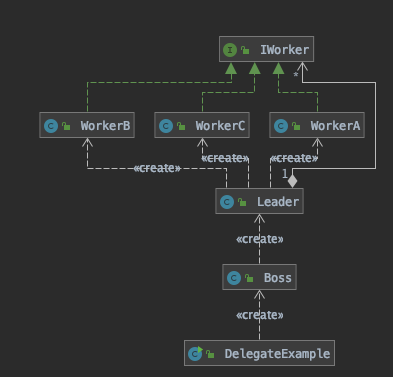 I IWorker
*
C WorkerB C WorkerC C WorkerA
«create» «create» «create»
1
C Leader
«create»
C Boss
«create»
C DelegateExample